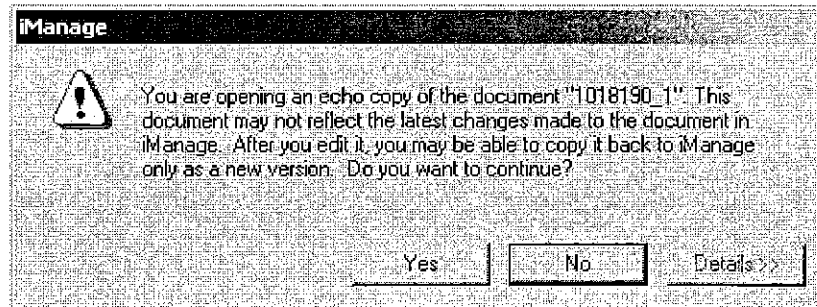 iManage
You are opening an echo copy of the document "1018190_1". This
document may not reflect the latest changes made to the document in
iManage. After you edit it, you may be able to copy it back to iManage
only as a new version. Do you want to continue?
Yes No Details >>